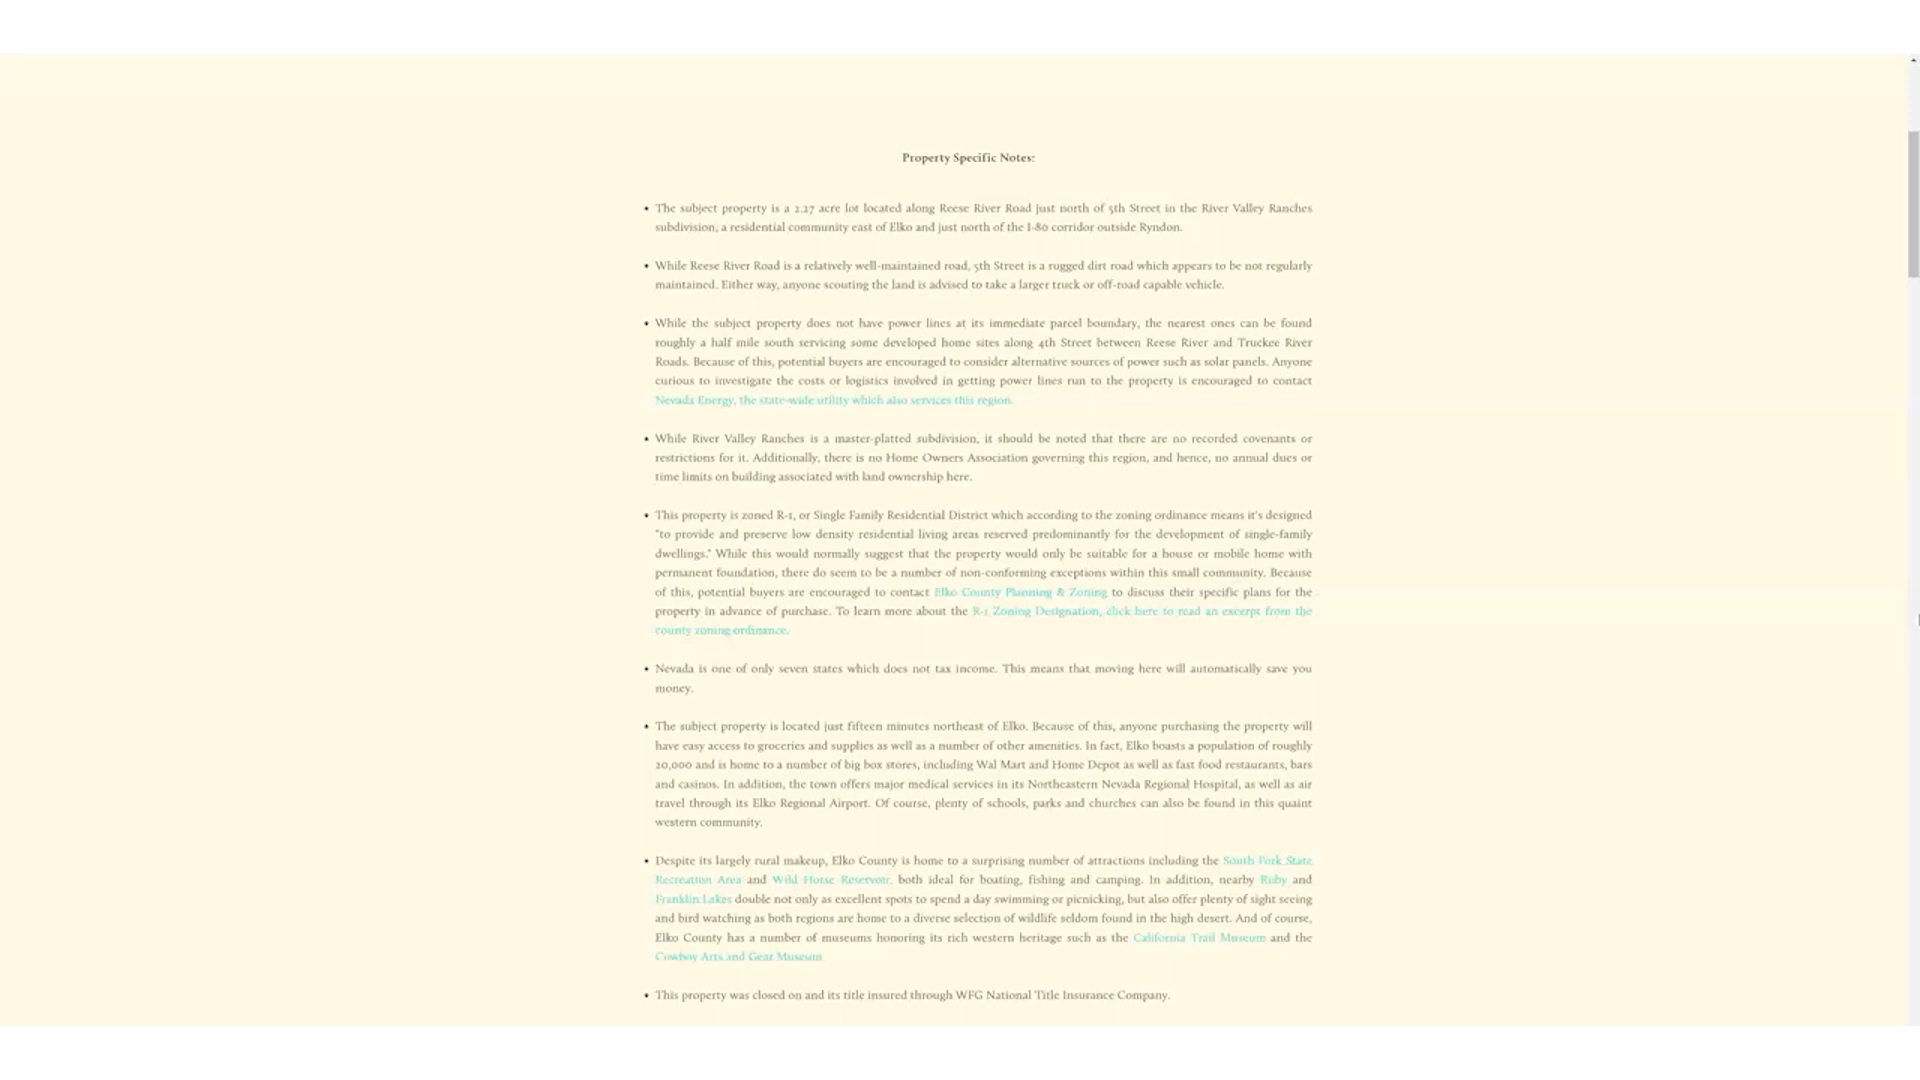 Property Specific Notes:
• The subject property is a 2.27 acre lot located along Reese River Road just north of 5th Street in the River Valley Ranches
subdivision, a residential community east of Elko and just north of the I-80 corridor outside Ryndon.
• While Reese River Road is a relatively well-maintained road, 5th Street is a rugged dirt road which appears to be not regularly
maintained. Either way, anyone scouting the land is advised to take a larger truck or off-road capable vehicle.
• While the subject property does not have power lines at its immediate parcel boundary, the nearest ones can be found
roughly a half mile south servicing some developed home sites along 4th Street between Reese River and Truckee River
Roads. Because of this, potential buyers are encouraged to consider alternative sources of power such as solar panels. Anyone
curious to investigate the costs or logistics involved in getting power lines run to the property is encouraged to contact
Nevada Energy, the state-wide utility which also services this region.
• While River Valley Ranches is a master-platted subdivision, it should be noted that there are no recorded covenants or
restrictions for it. Additionally, there is no Home Owners Association governing this region, and hence, no annual dues or
time limits on building associated with land ownership here.
• This property is zoned R-1, or Single Family Residential District which according to the zoning ordinance means it's designed
"to provide and preserve low density residential living areas reserved predominantly for the development of single-family
dwellings." While this would normally suggest that the property would only be suitable for a house or mobile home with
permanent foundation, there do seem to be a number of non-conforming exceptions within this small community. Because
of this, potential buyers are encouraged to contact Elko County Planning & Zoning to discuss their specific plans for the
property in advance of purchase. To learn more about the R-1 Zoning Designation, click here to read an excerpt from the
county zoning ordinance.
• Nevada is one of only seven states which does not tax income. This means that moving here will automatically save you
money.
• The subject property is located just fifteen minutes northeast of Elko. Because of this, anyone purchasing the property will
have easy access to groceries and supplies as well as a number of other amenities. In fact, Elko boasts a population of roughly
20,000 and is home to a number of big box stores, including Wal Mart and Home Depot as well as fast food restaurants, bars
and casinos. In addition, the town offers major medical services in its Northeastern Nevada Regional Hospital, as well as air
travel through its Elko Regional Airport. Of course, plenty of schools, parks and churches can also be found in this quaint
western community.
• Despite its largely rural makeup, Elko County is home to a surprising number of attractions including the South Fork State
Recreation Area and Wild Horse Reservoir, both ideal for boating, fishing and camping. In addition, nearby Ruby and
Franklin Lakes double not only as excellent spots to spend a day swimming or picnicking, but also offer plenty of sight seeing
and bird watching as both regions are home to a diverse selection of wildlife seldom found in the high desert. And of course,
Elko County has a number of museums honoring its rich western heritage such as the California Trail Museum and the
Cowboy Arts and Gear Museum
• This property was closed on and its title insured through WFG National Title Insurance Company.